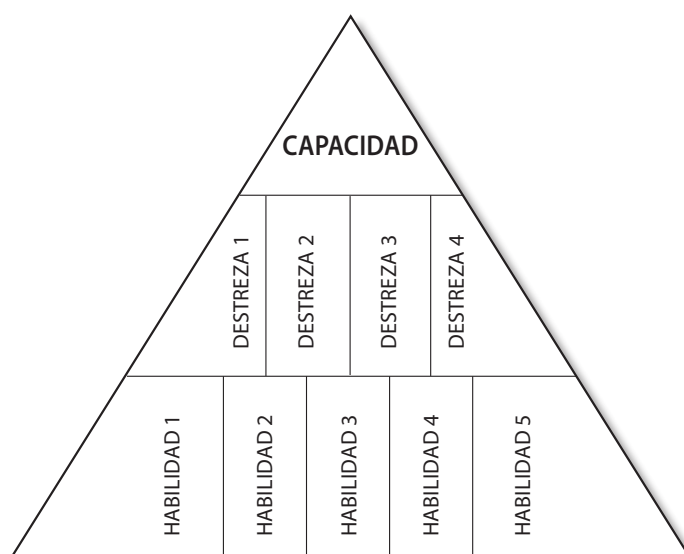 CAPACIDAD
DESTREZA 1
DESTREZA 2
DESTREZA 3
DESTREZA 4
HABILIDAD 1
HABILIDAD 2
HABILIDAD 3
HABILIDAD 4
HABILIDAD 5